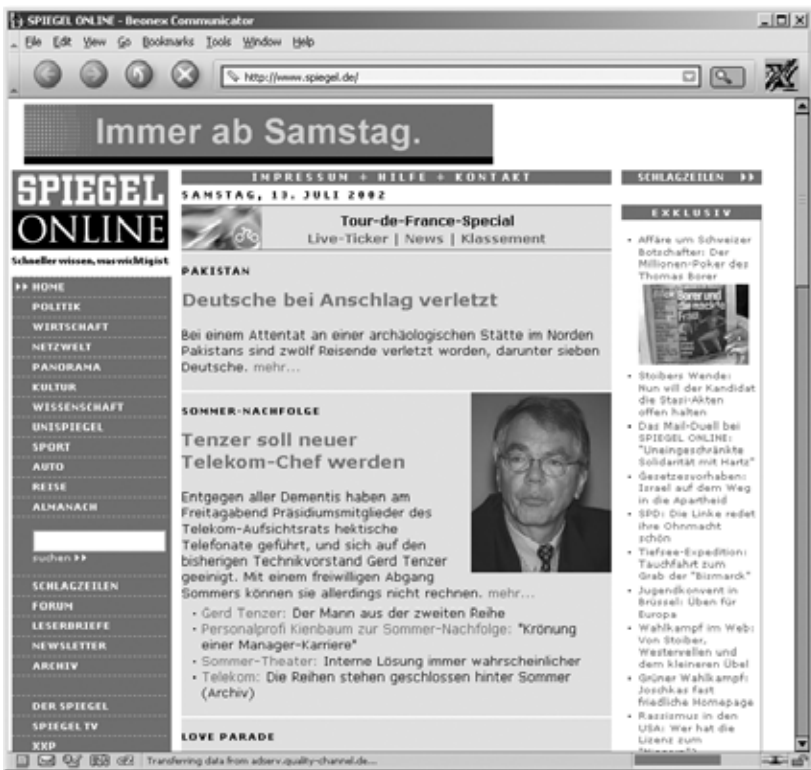 SPIEGEL ONLINE - Beonex Communicator
File Edit View Go Bookmarks Tools Window Help
http://www.spiegel.de/
Immer ab Samstag.
SPIEGEL
ONLINE
Schneller wissen, was wichtig ist
HOME
POLITIK
WIRTSCHAFT
NETZWELT
PANORAMA
KULTUR
WISSENSCHAFT
UNISPIEGEL
SPORT
AUTO
REISE
ALMANACH
suchen
SCHLAGZEILEN
FORUM
LESERBRIEFE
NEWSLETTER
ARCHIV
DER SPIEGEL
SPIEGEL TV
XXP
IMPRESSUM + HILFE + KONTAKT
SAMSTAG, 13. JULI 2002
Tour-de-France-Special
Live-Ticker | News | Klassement
PAKISTAN
Deutsche bei Anschlag verletzt
Bei einem Attentat an einer archäologischen Stätte im Norden
Pakistans sind zwölf Reisende verletzt worden, darunter sieben
Deutsche. mehr...
SOMMER-NACHFOLGE
Tenzer soll neuer
Telekom-Chef werden
Entgegen aller Dementis haben am
Freitagabend Präsidiumsmitglieder des
Telekom-Aufsichtsrats hektische
Telefonate geführt, und sich auf den
bisherigen Technikvorstand Gerd Tenzer
geeinigt. Mit einem freiwilligen Abgang
Sommers können sie allerdings nicht rechnen. mehr...
• Gerd Tenzer: Der Mann aus der zweiten Reihe
• Personalprofi Kienbaum zur Sommer-Nachfolge: "Krönung
einer Manager-Karriere"
• Sommer-Theater: Interne Lösung immer wahrscheinlicher
• Telekom: Die Reihen stehen geschlossen hinter Sommer
(Archiv)
LOVE PARADE
SCHLAGZEILEN
EXKLUSIV
• Affäre um Schweizer
Botschafter: Der
Millionen-Poker des
Thomas Borer
Borer und
die nackte
Frau
• Stoibers Wende:
Nun will der Kandidat
die Stasi-Akten
offen halten
• Das Mail-Duell bei
SPIEGEL ONLINE:
"Uneingeschränkte
Solidarität mit Hartz"
• Gesetzesvorhaben:
Israel auf dem Weg
in die Apartheid
• SPD: Die Linke redet
ihre Ohnmacht
schön
• Tiefsee-Expedition:
Tauchfahrt zum
Grab der "Bismarck"
• Jugendkonvent in
Brüssel: Üben für
Europa
• Wahlkampf im Web:
Von Stoiber,
Westerwellen und
dem kleineren Übel
• Grüner Wahlkampf:
Joschkas fast
friedliche Homepage
• Rassismus in den
USA: Wer hat die
Lizenz zum
Transferring data from adserv.quality-channel.de...